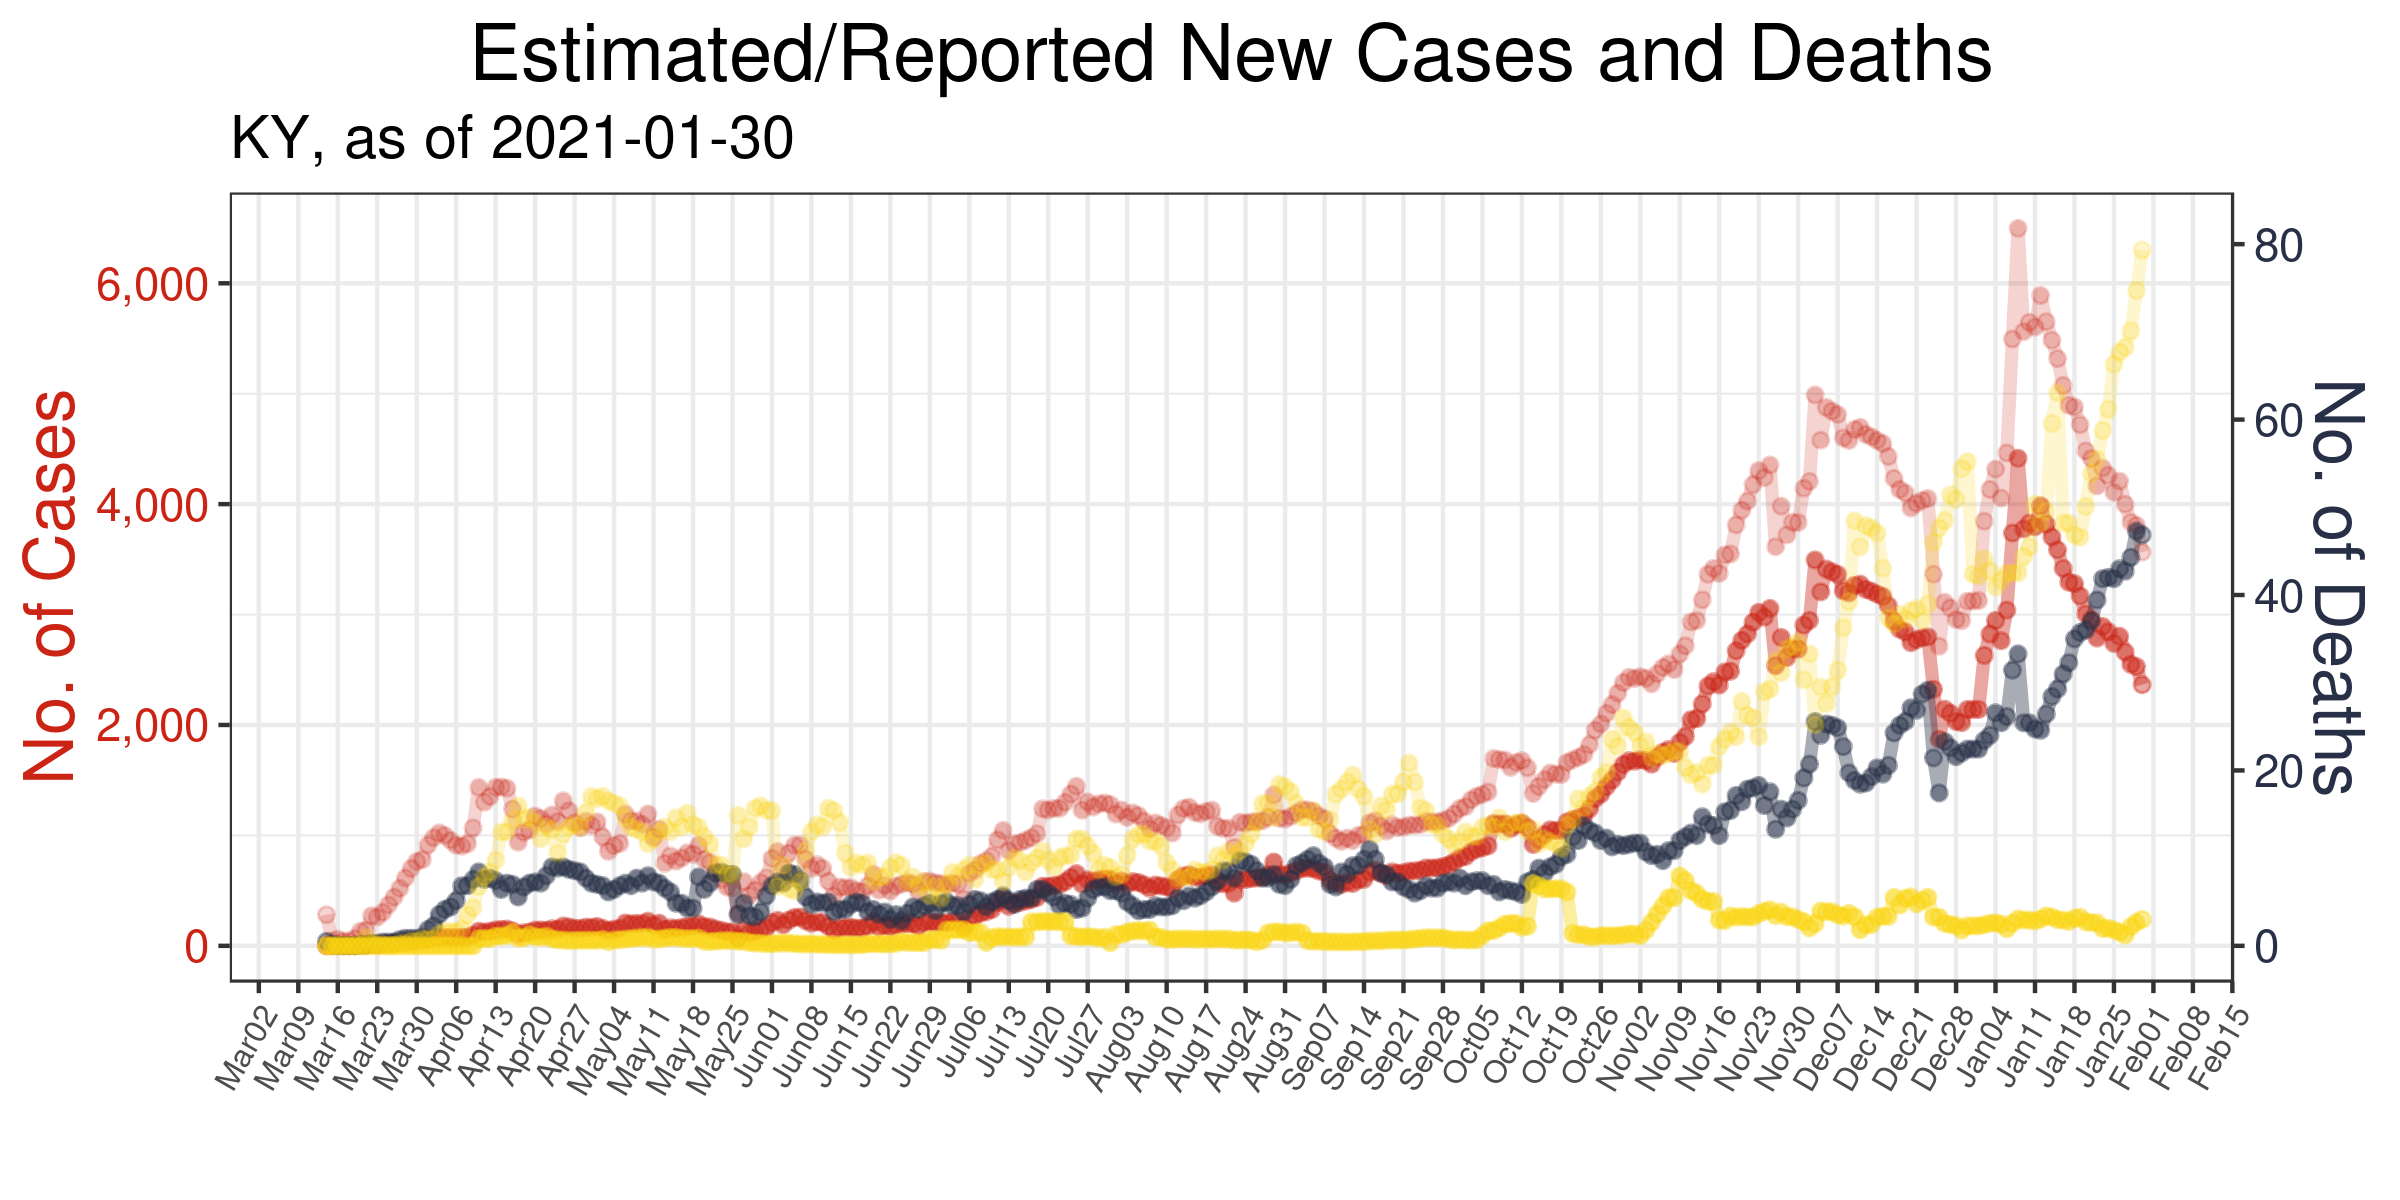 Estimated/Reported New Cases and Deaths
KY, as of 2021-01-30
No. of Cases
6,000
4,000
2,000
0
80
60
40
20
0
No. of Deaths
Mar02
Mar09
Mar16
Mar23
Mar30
Apr06
Apr13
Apr20
Apr27
May04
May11
May18
May25
Jun01
Jun08
Jun15
Jun22
Jun29
Jul06
Jul13
Jul20
Jul27
Aug03
Aug10
Aug17
Aug24
Aug31
Sep07
Sep14
Sep21
Sep28
Oct05
Oct12
Oct19
Oct26
Nov02
Nov09
Nov16
Nov23
Nov30
Dec07
Dec14
Dec21
Dec28
Jan04
Jan11
Jan18
Jan25
Feb01
Feb08
Feb15